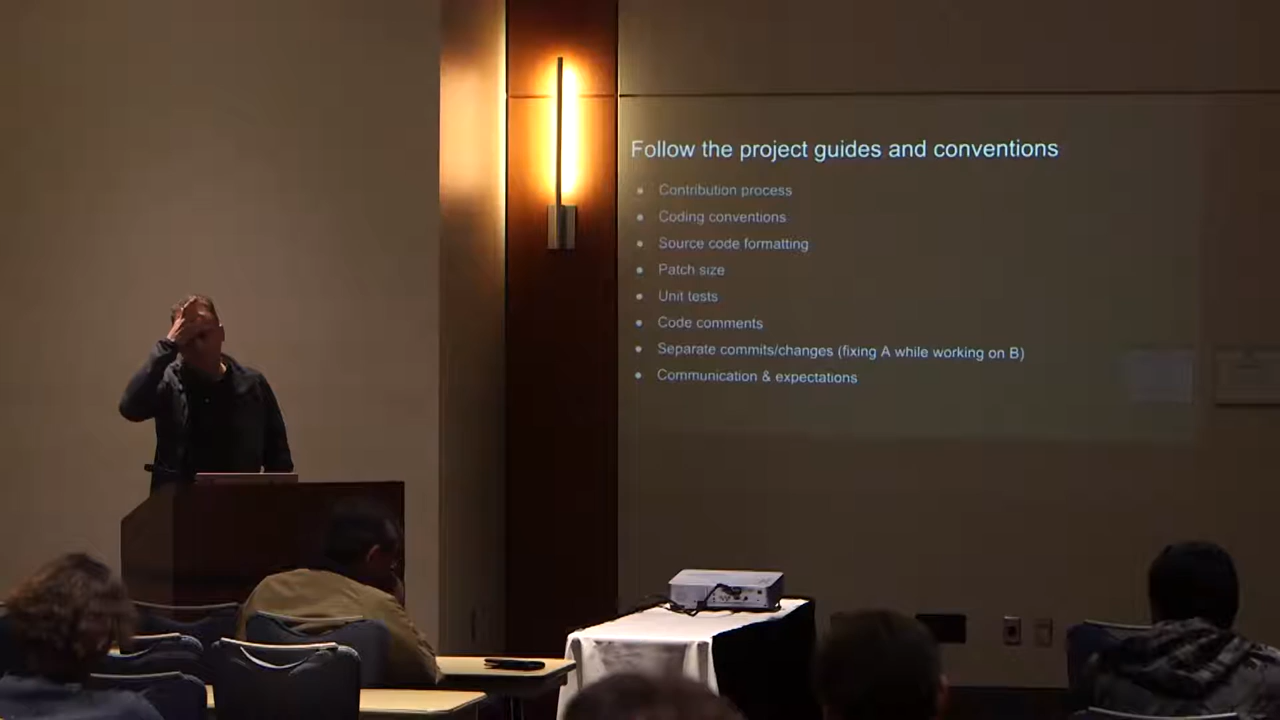 Follow the project guides and conventions
Contribution process
Coding conventions
Source code formatting
Patch size
Unit tests
Code comments
Separate commits/changes (fixing A while working on B)
Communication & expectations